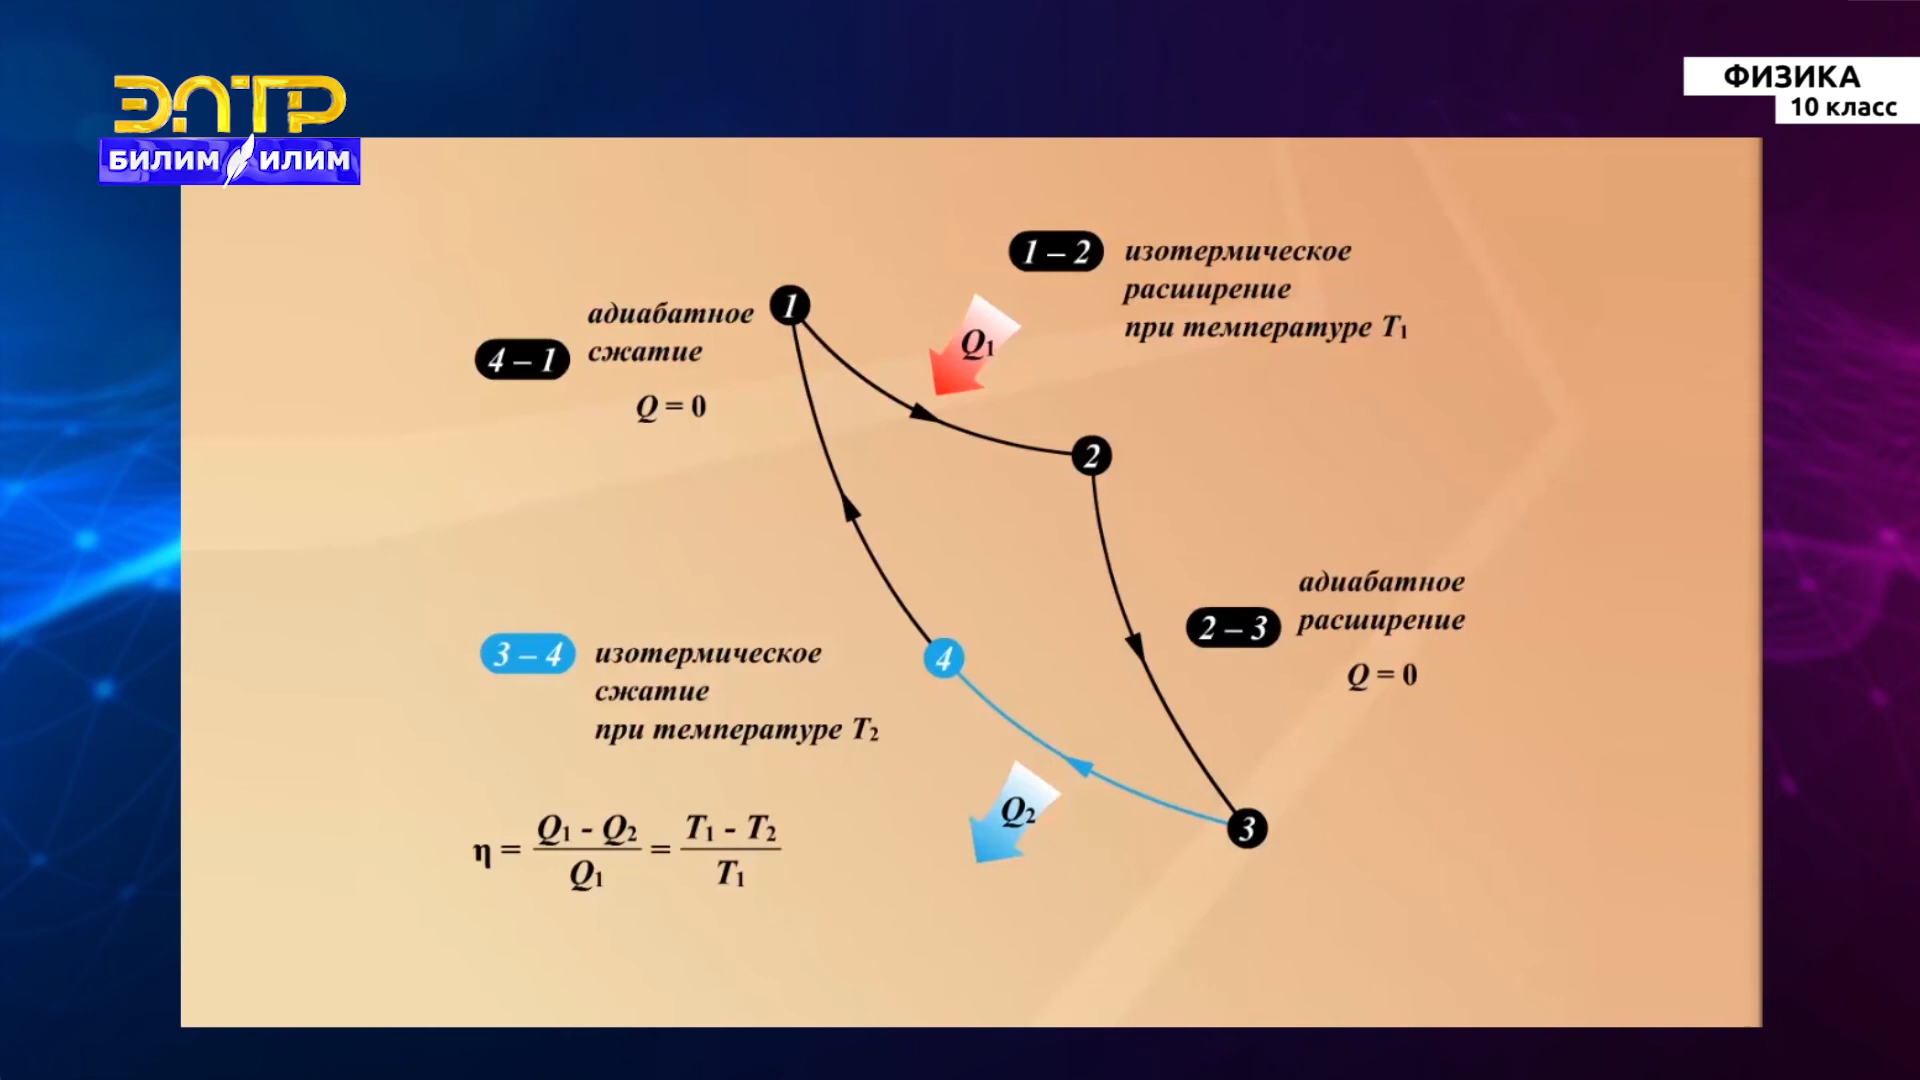 ЭЛТР
БИЛИМ ИЛИМ
ФИЗИКА
10 класс
1 – 2 изотермическое
расширение
при температуре T₁
адиабатное
4 – 1 сжатие
Q = 0
1
Q₁
2
адиабатное
2 – 3 расширение
Q = 0
3 – 4 изотермическое
сжатие
при температуре T₂
4
Q₂
3
η = (Q₁ - Q₂)/Q₁ = (T₁ - T₂)/T₁